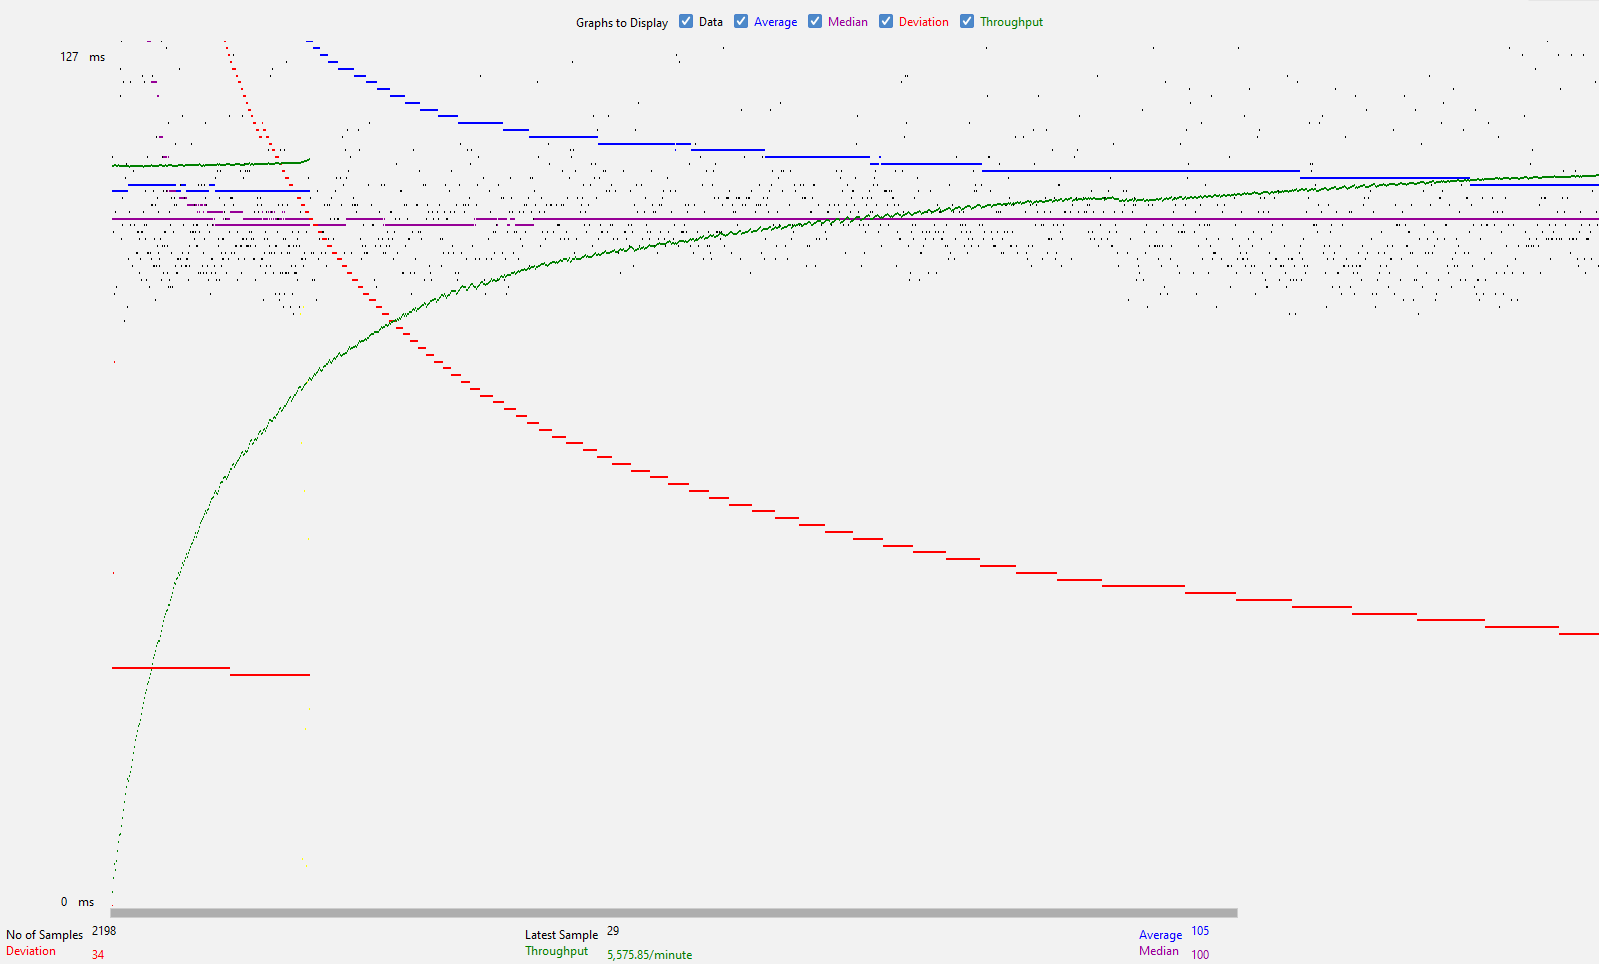 Graphs to Display Data Average Median Deviation Throughput
127 ms
0 ms
No of Samples 2198 Latest Sample 29 Average 105
Deviation 34 Throughput 5,575.85/minute Median 100